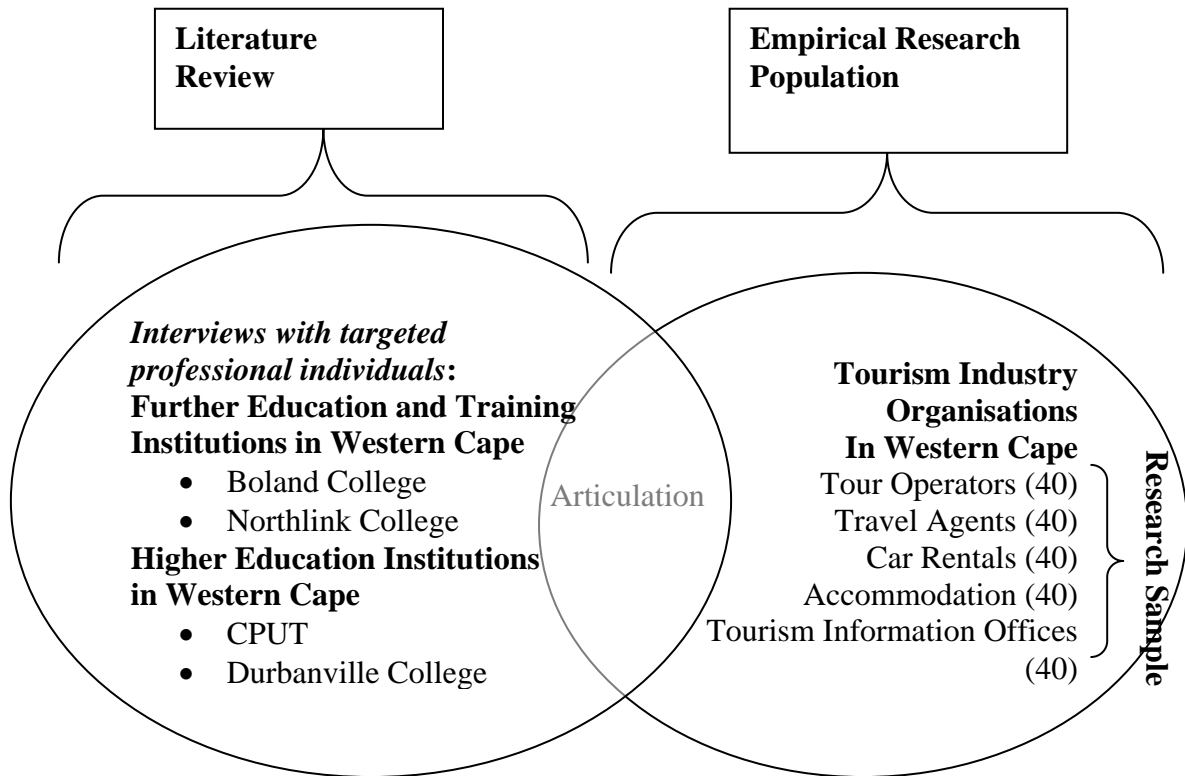 Literature
Review
Empirical Research
Population
Interviews with targeted
professional individuals:
Further Education and Training
Institutions in Western Cape
• Boland College
• Northlink College
Higher Education Institutions
in Western Cape
• CPUT
• Durbanville College
Articulation
Tourism Industry
Organisations
In Western Cape
Tour Operators (40)
Travel Agents (40)
Car Rentals (40)
Accommodation (40)
Tourism Information Offices
(40)
Research Sample